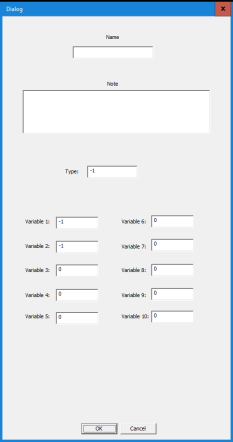 Dialog x
Name
Note
Type: -1
Variable 1: -1 Variable 6: 0
Variable 2: -1 Variable 7: 0
Variable 3: 0 Variable 8: 0
Variable 4: 0 Variable 9: 0
Variable 5: 0 Variable 10: 0
OK Cancel